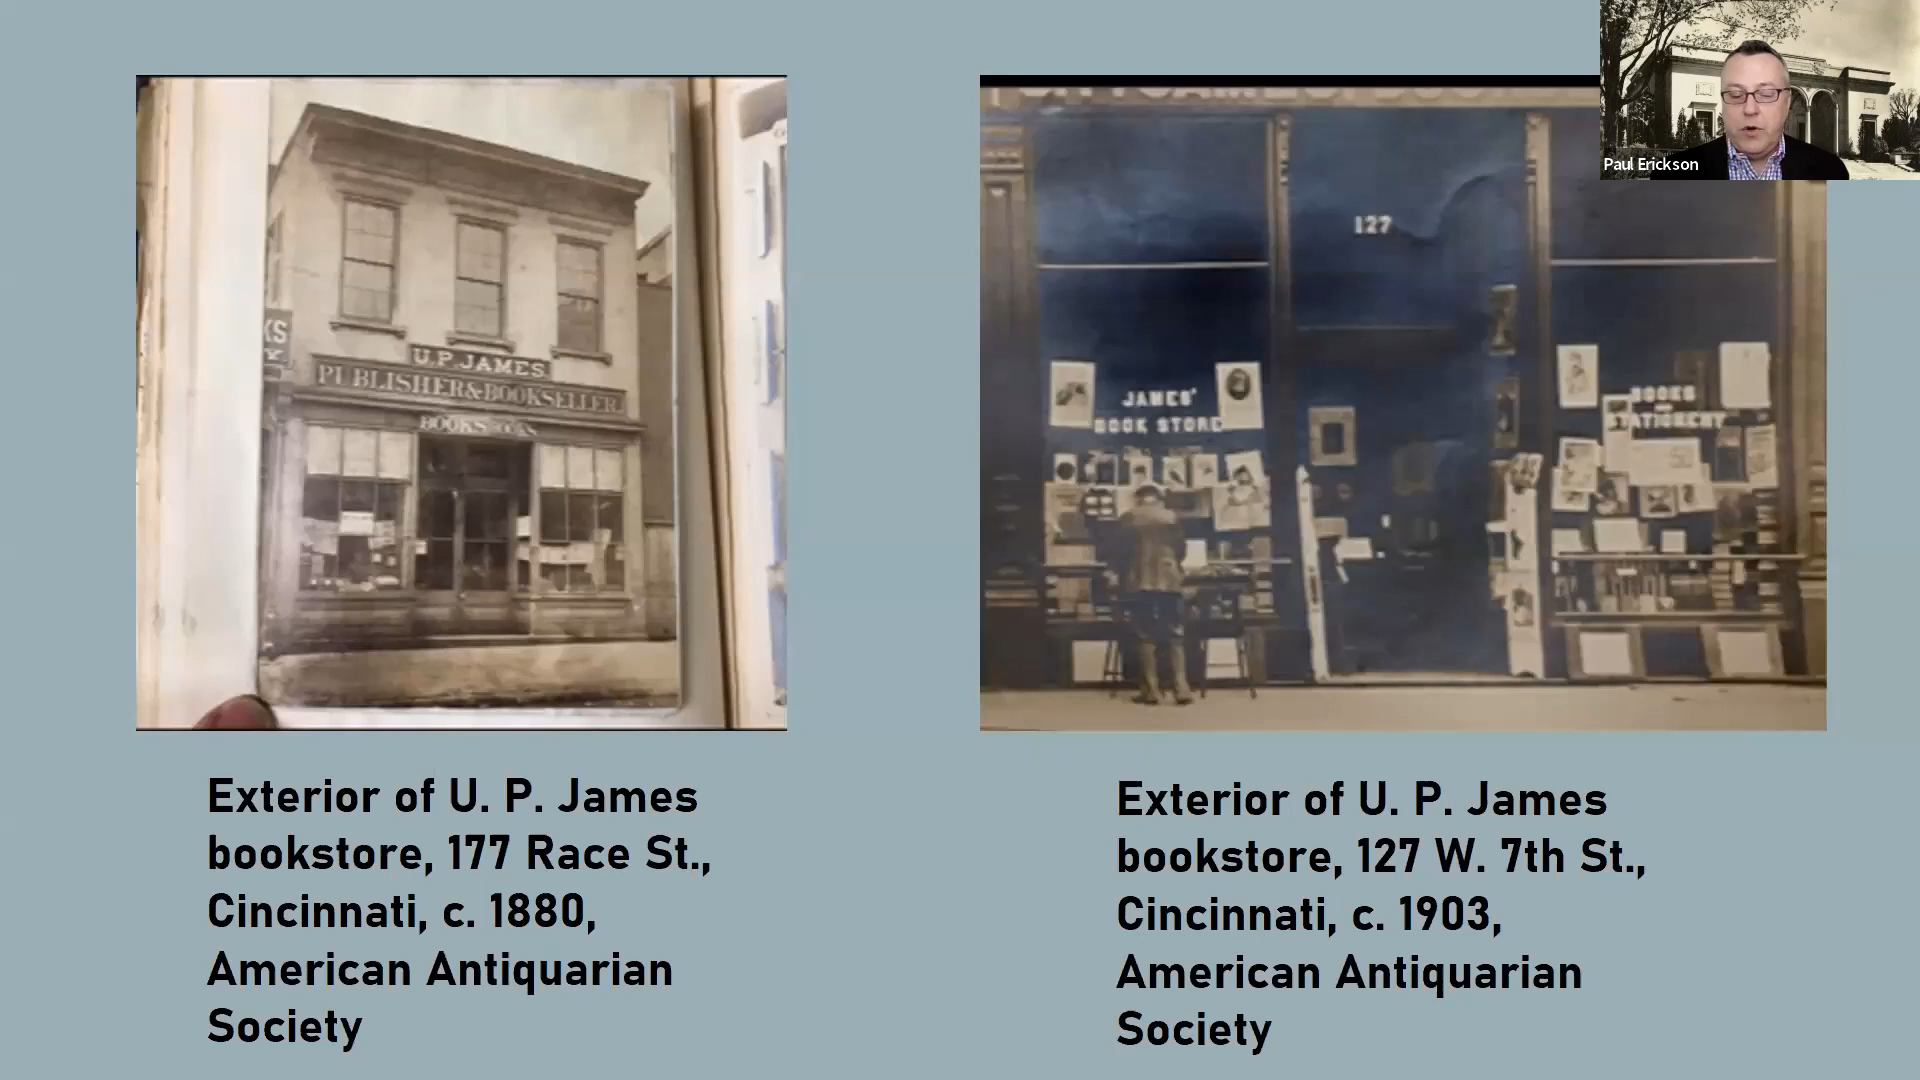 Paul Erickson
KS
U.P. JAMES.
PUBLISHER & BOOKSELLER.
BOOKS
127
JAMES'
BOOK STORE
BOOKS
STATIONERY
Exterior of U. P. James
bookstore, 177 Race St.,
Cincinnati, c. 1880,
American Antiquarian
Society
Exterior of U. P. James
bookstore, 127 W. 7th St.,
Cincinnati, c. 1903,
American Antiquarian
Society